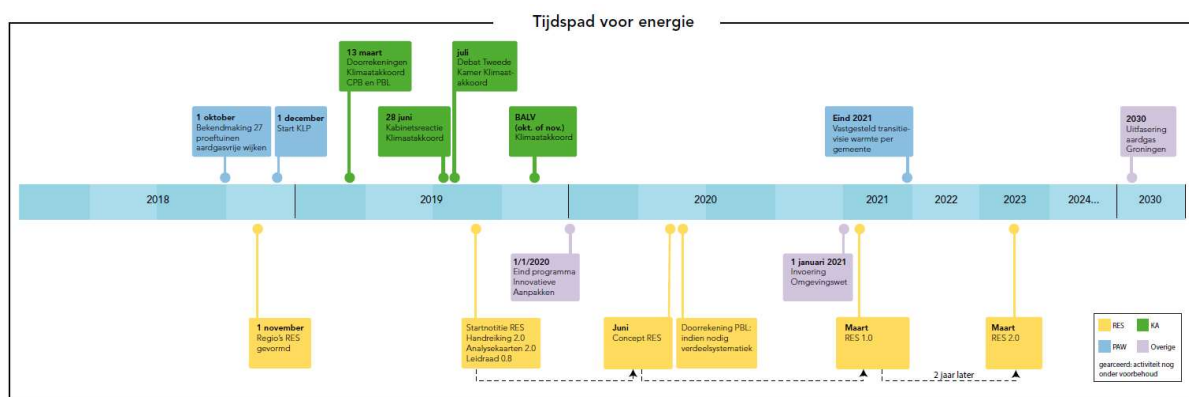 Tijdspad voor energie
13 maart
Doorrekeningen
Klimaatakkoord
CPB en PBL
juli
Debat Tweede
Kamer Klimaat-
akkoord
1 oktober
Bekendmaking 27
proeftuinen
aardgasvrije wijken
1 december
Start KLP
28 juni
Kabinetsreactie
Klimaatakkoord
BALV
(okt. of nov.)
Klimaatakkoord
Eind 2021
Vastgesteld transitie-
visie warmte per
gemeente
2030
Uitfasering
aardgas
Groningen
2018
2019
2020
2021
2022
2023
2024...
2030
1/1/2020
Eind programma
Innovatieve
Aanpakken
1 januari 2021
Invoering
Omgevingswet
1 november
Regio's RES
gevormd
Startnotitie RES
Handreiking 2.0
Analysekaarten 2.0
Leidraad 0.8
Juni
Concept RES
Doorrekening PBL:
indien nodig
verdeelsystematiek
Maart
RES 1.0
Maart
RES 2.0
2 jaar later
RES
KA
PAW
Overige
gearceerd: activiteit nog
onder voorbehoud